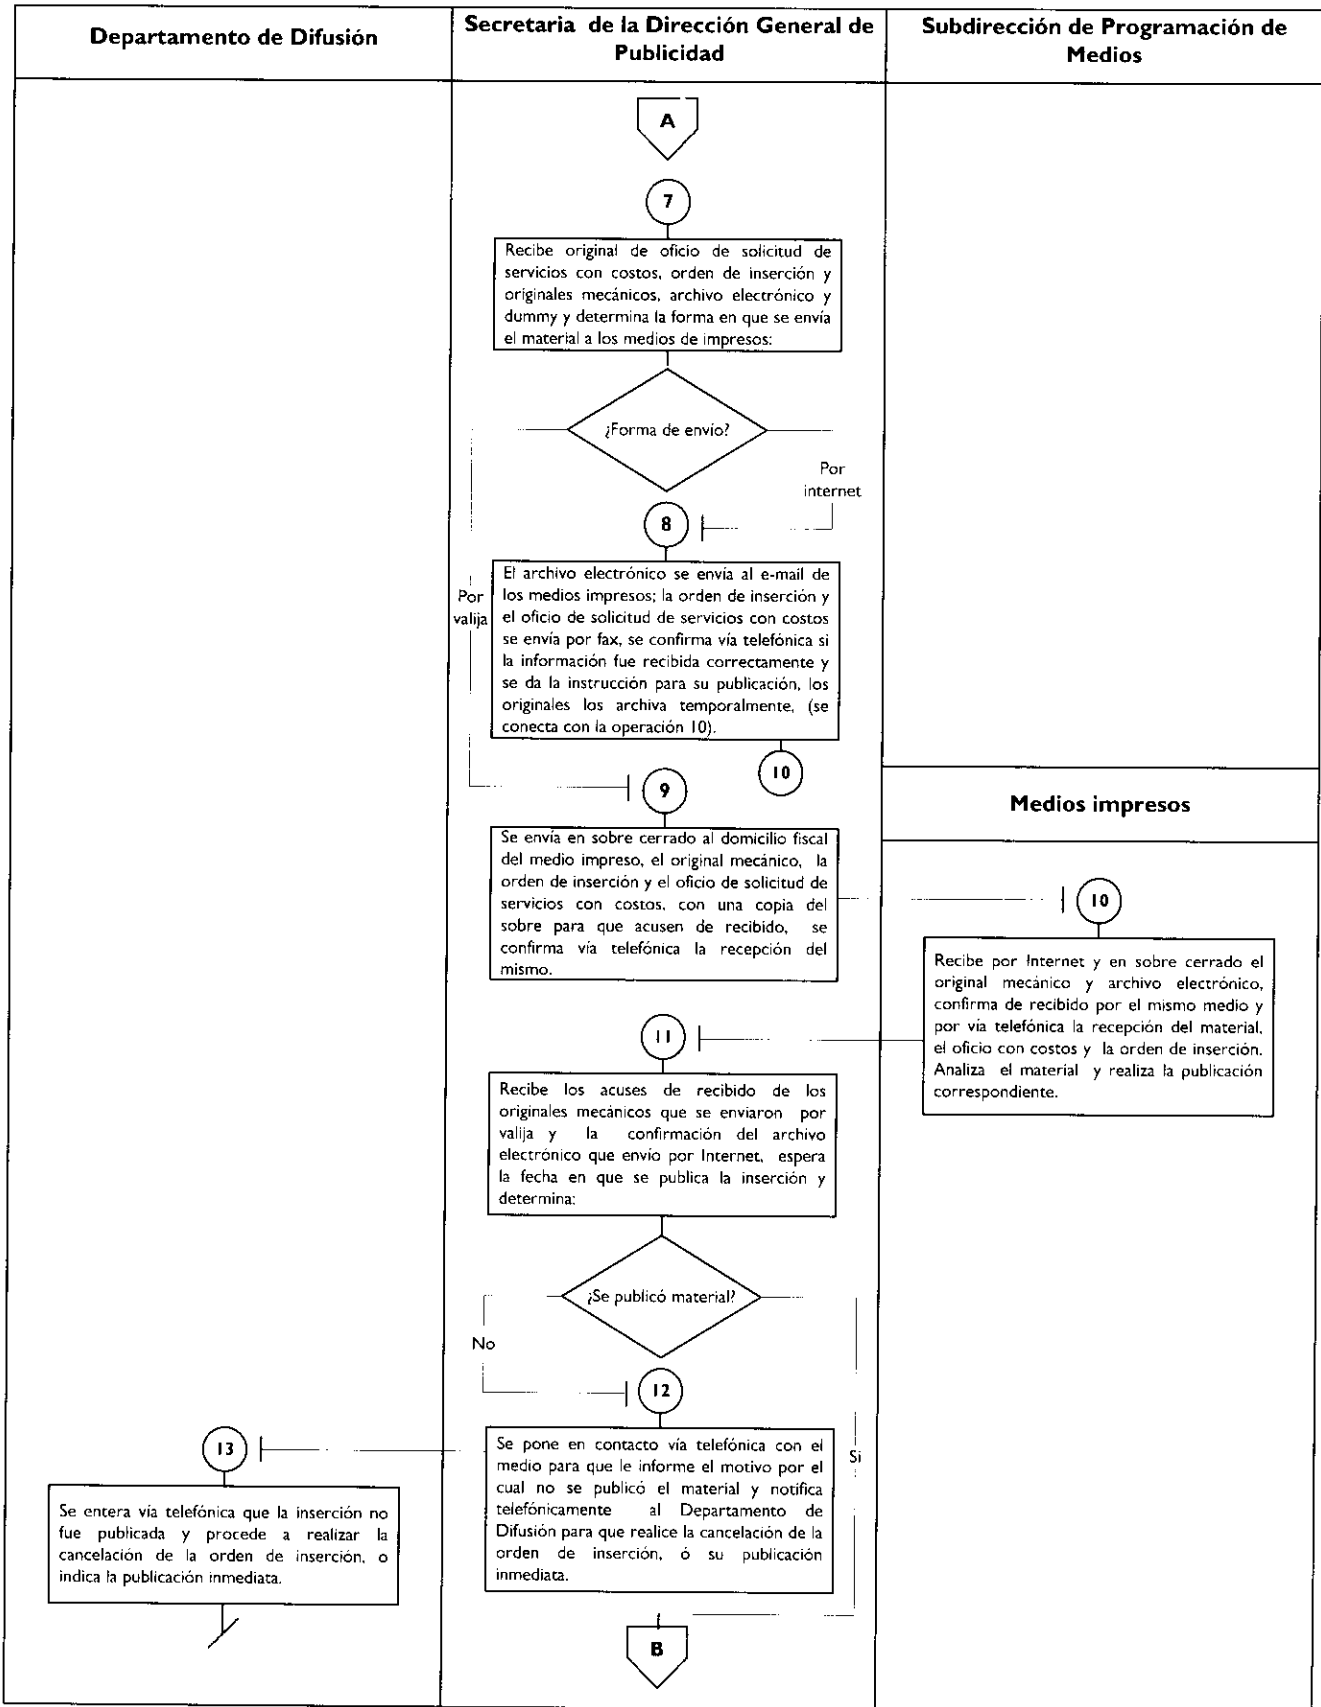 Departamento de Difusión
Secretaria de la Dirección General de
Publicidad
Subdirección de Programación de
Medios
A
7
Recibe original de oficio de solicitud de
servicios con costos, orden de inserción y
originales mecánicos, archivo electrónico y
dummy y determina la forma en que se envía
el material a los medios de impresos:
¿Forma de envío?
Por
internet
8
El archivo electrónico se envía al e-mail de
los medios impresos; la orden de inserción y
el oficio de solicitud de servicios con costos
se envía por fax, se confirma vía telefónica si
la información fue recibida correctamente y
se da la instrucción para su publicación, los
originales los archiva temporalmente, (se
conecta con la operación 10).
Por
valija
10
9
Medios impresos
Se envía en sobre cerrado al domicilio fiscal
del medio impreso, el original mecánico, la
orden de inserción y el oficio de solicitud de
servicios con costos, con una copia del
sobre para que acusen de recibido, se
confirma vía telefónica la recepción del
mismo.
10
Recibe por Internet y en sobre cerrado el
original mecánico y archivo electrónico,
confirma de recibido por el mismo medio y
por vía telefónica la recepción del material,
el oficio con costos y la orden de inserción.
Analiza el material y realiza la publicación
correspondiente.
11
Recibe los acuses de recibido de los
originales mecánicos que se enviaron por
valija y la confirmación del archivo
electrónico que envío por Internet, espera
la fecha en que se publica la inserción y
determina:
¿Se publicó material?
No
Si
12
Se pone en contacto vía telefónica con el
medio para que le informe el motivo por el
cual no se publicó el material y notifica
telefónicamente al Departamento de
Difusión para que realice la cancelación de la
orden de inserción, ó su publicación
inmediata.
13
Se entera vía telefónica que la inserción no
fue publicada y procede a realizar la
cancelación de la orden de inserción, o
indica la publicación inmediata.
B